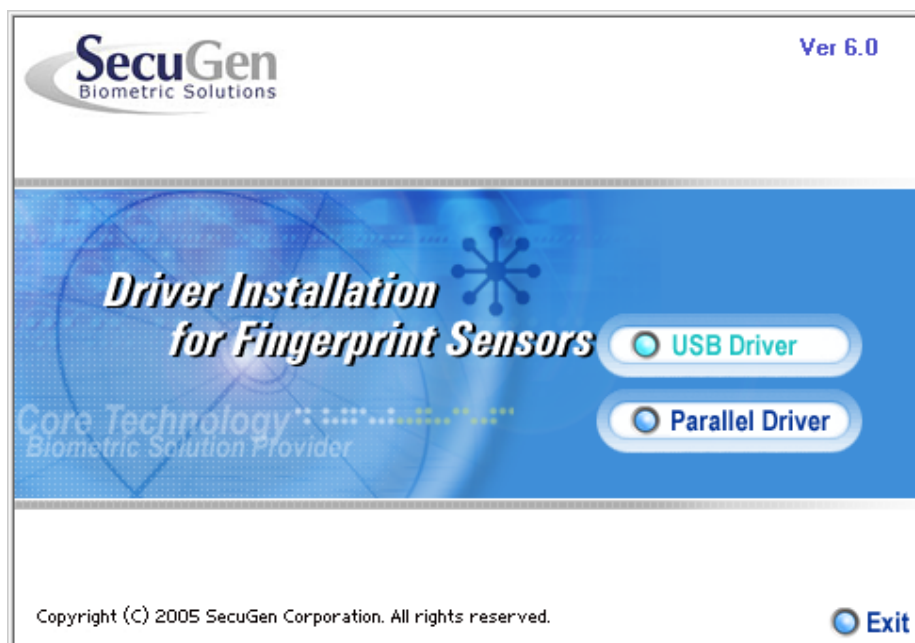 SecuGen
Biometric Solutions
Ver 6.0
Driver Installation
for Fingerprint Sensors
USB Driver
Parallel Driver
Core Technology
Biometric Solution Provider
Copyright (C) 2005 SecuGen Corporation. All rights reserved.
Exit